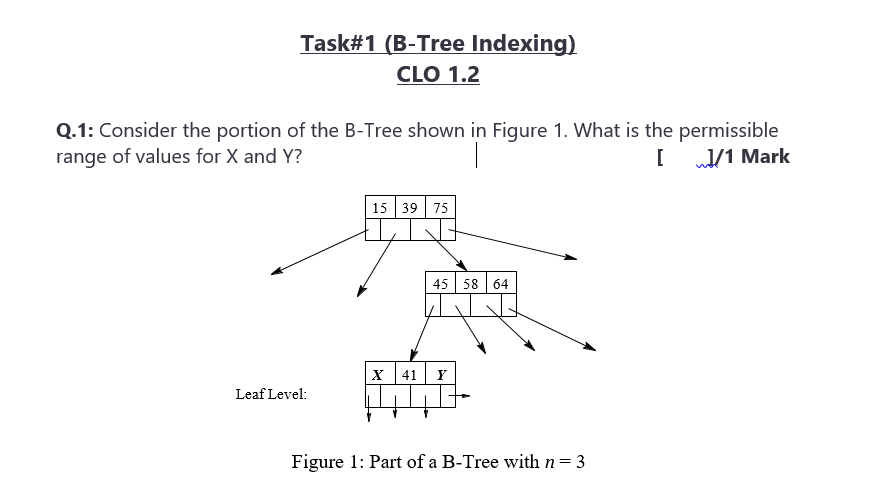 Task#1 (B-Tree Indexing)
CLO 1.2
Q.1: Consider the portion of the B-Tree shown in Figure 1. What is the permissible
range of values for X and Y? [ ]/1 Mark
15 39 75
45 58 64
X 41 Y
Leaf Level:
Figure 1: Part of a B-Tree with n = 3